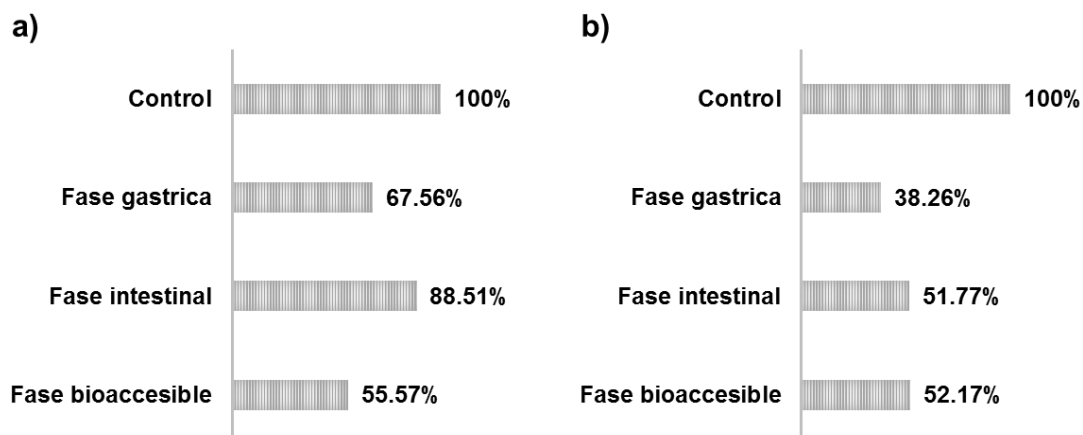 a)
Control 100%
Fase gastrica 67.56%
Fase intestinal 88.51%
Fase bioaccesible 55.57%
b)
Control 100%
Fase gastrica 38.26%
Fase intestinal 51.77%
Fase bioaccesible 52.17%